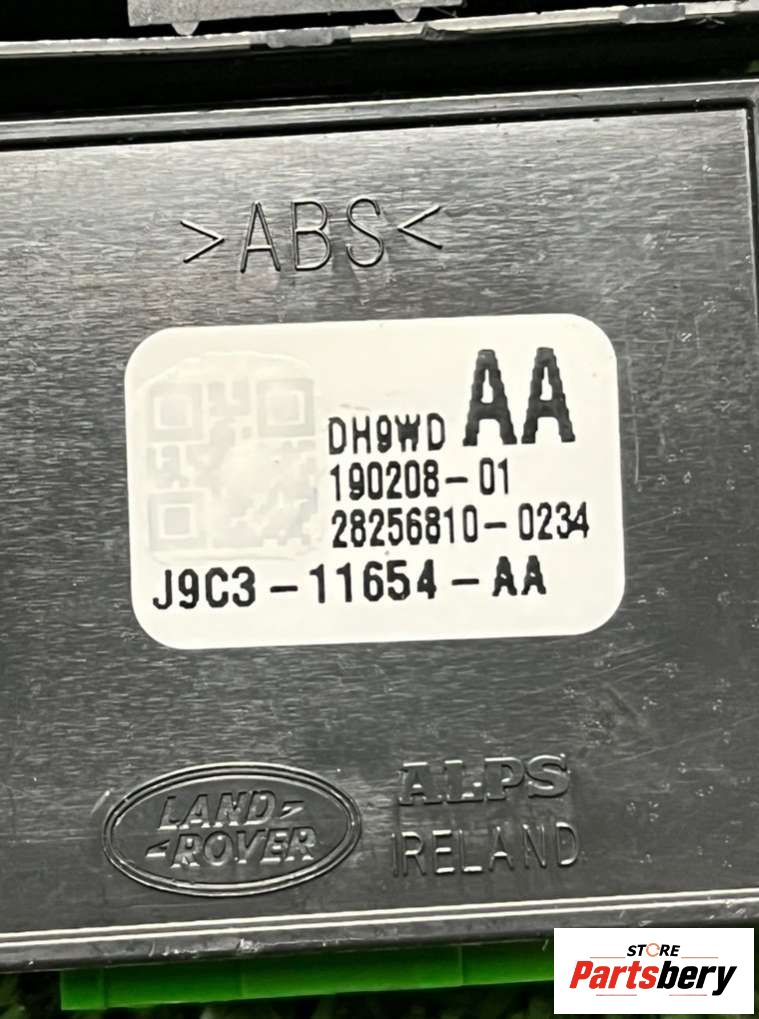 >ABS<
DH9WD AA
190208-01
28256810-0234
J9C3-11654-AA
LAND-
-ROVER
ALPS
IRELAND
STORE
Partsbery